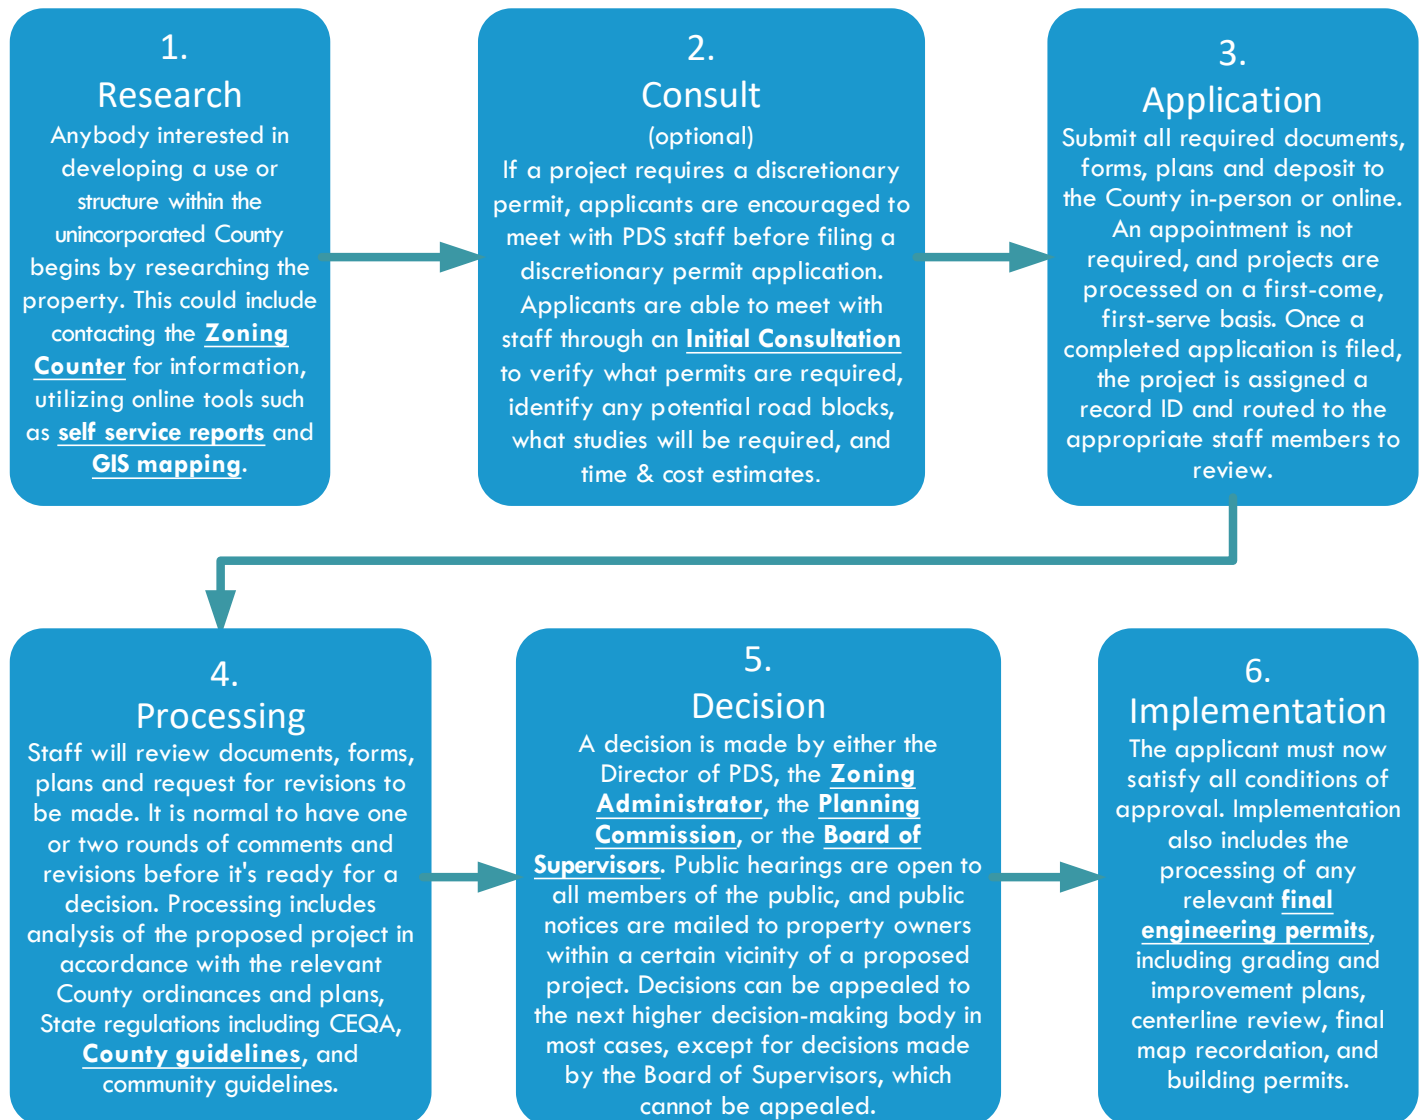 1.
Research
Anybody interested in
developing a use or
structure within the
unincorporated County
begins by researching the
property. This could include
contacting the Zoning
Counter for information,
utilizing online tools such
as self service reports and
GIS mapping.
2.
Consult
(optional)
If a project requires a discretionary
permit, applicants are encouraged to
meet with PDS staff before filing a
discretionary permit application.
Applicants are able to meet with
staff through an Initial Consultation
to verify what permits are required,
identify any potential road blocks,
what studies will be required, and
time & cost estimates.
3.
Application
Submit all required documents,
forms, plans and deposit to
the County in-person or online.
An appointment is not
required, and projects are
processed on a first-come,
first-serve basis. Once a
completed application is filed,
the project is assigned a
record ID and routed to the
appropriate staff members to
review.
4.
Processing
Staff will review documents, forms,
plans and request for revisions to
be made. It is normal to have one
or two rounds of comments and
revisions before it's ready for a
decision. Processing includes
analysis of the proposed project in
accordance with the relevant
County ordinances and plans,
State regulations including CEQA,
County guidelines, and
community guidelines.
5.
Decision
A decision is made by either the
Director of PDS, the Zoning
Administrator, the Planning
Commission, or the Board of
Supervisors. Public hearings are open to
all members of the public, and public
notices are mailed to property owners
within a certain vicinity of a proposed
project. Decisions can be appealed to
the next higher decision-making body in
most cases, except for decisions made
by the Board of Supervisors, which
cannot be appealed.
6.
Implementation
The applicant must now
satisfy all conditions of
approval. Implementation
also includes the
processing of any
relevant final
engineering permits,
including grading and
improvement plans,
centerline review, final
map recordation, and
building permits.